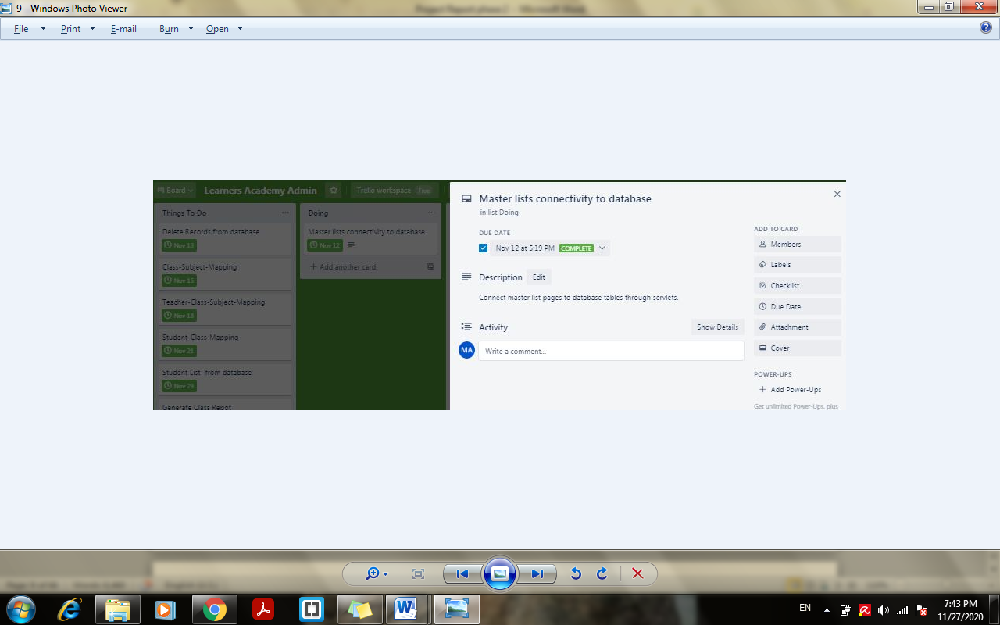 9 - Windows Photo Viewer
Project Report phase 2 - Microsoft Word
File Print E-mail Burn Open
Board Learners Academy Admin Trello workspace Free
Things To Do
Delete Records from database
Nov 13
Class-Subject-Mapping
Nov 15
Teacher-Class-Subject-Mapping
Nov 18
Student-Class-Mapping
Nov 21
Student List -from database
Nov 23
Generate Class Repot
Doing
Master lists connectivity to database
Nov 12
Add another card
Master lists connectivity to database
in list Doing
DUE DATE
Nov 12 at 5:19 PM COMPLETE
Description Edit
Connect master list pages to database tables through servlets.
Activity Show Details
MA Write a comment...
ADD TO CARD
Members
Labels
Checklist
Due Date
Attachment
Cover
POWER-UPS
Add Power-Ups
Get unlimited Power-Ups, plus
EN
7:43 PM
11/27/2020